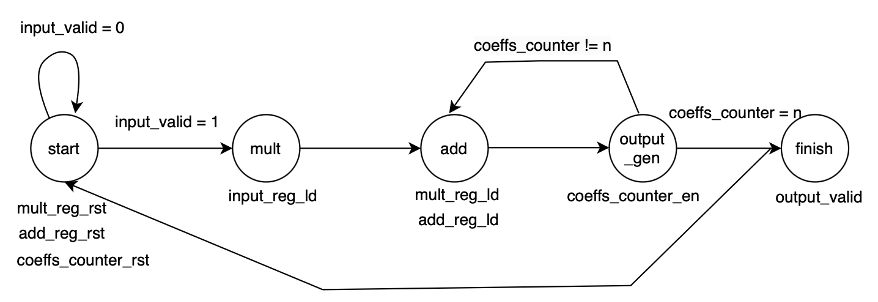 input_valid = 0
coeffs_counter != n
input_valid = 1
coeffs_counter = n
start
mult
add
output
_gen
finish
input_reg_ld
mult_reg_ld
add_reg_ld
coeffs_counter_en
output_valid
mult_reg_rst
add_reg_rst
coeffs_counter_rst